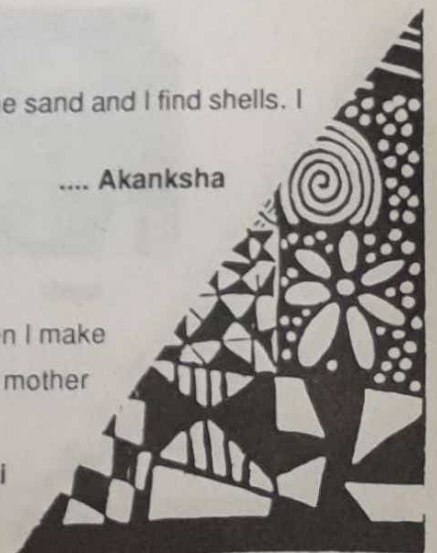 e sand and I find shells. I
.... Akanksha
n I make
mother
i